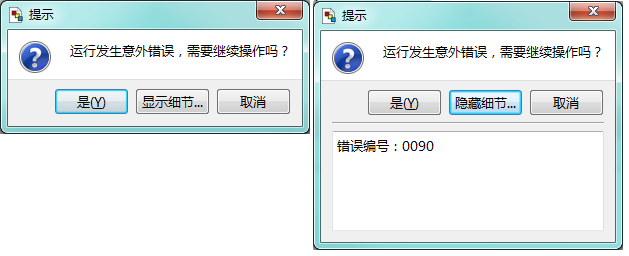 提示
运行发生意外错误，需要继续操作吗？
是(Y)
显示细节...
取消
提示
运行发生意外错误，需要继续操作吗？
是(Y)
隐藏细节...
取消
错误编号：0090